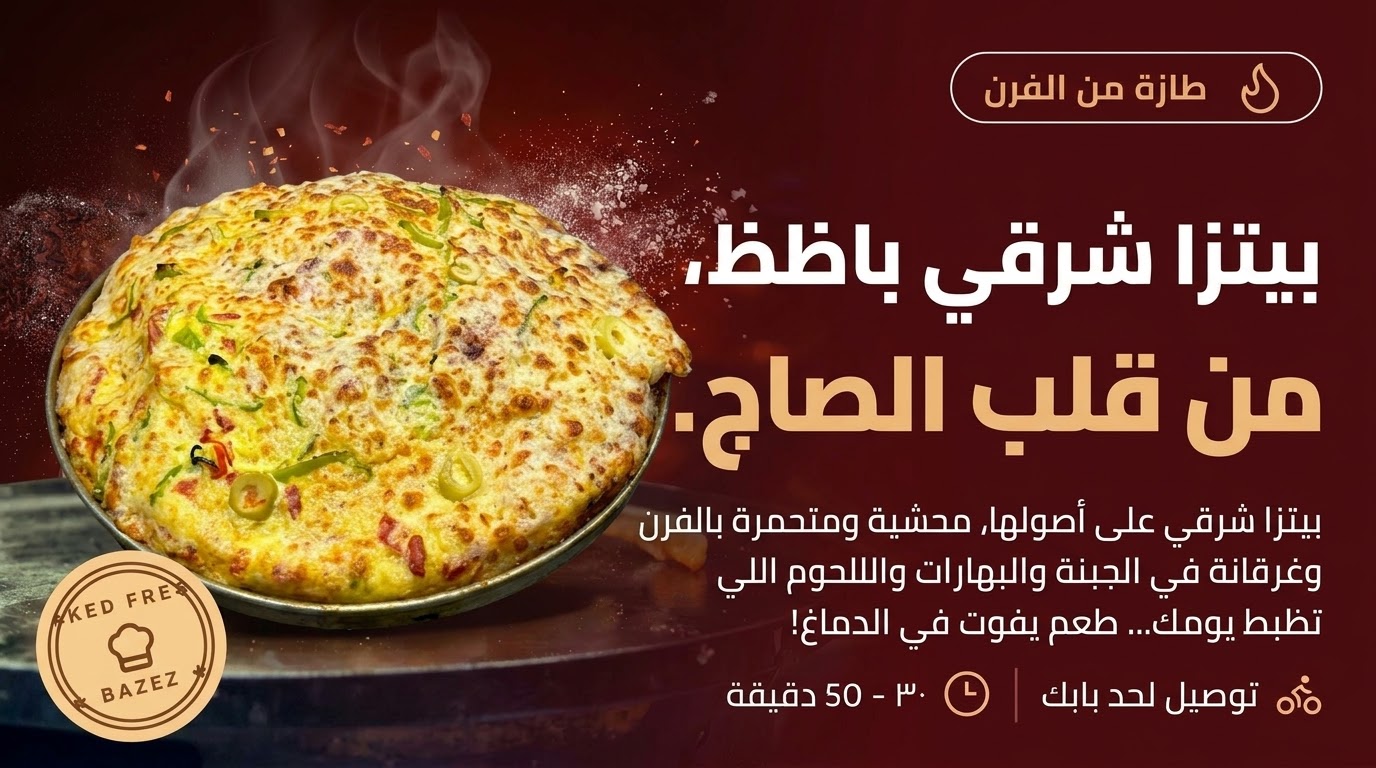 طازة من الفرن
بيتزا شرقي باظظ،
من قلب الصاج.
بيتزا شرقي على أصولها، محشية ومتحمرة بالفرن
وغرقانة في الجبنة والبهارات والللحوم اللي
تظبط يومك... طعم يفوت في الدماغ!
توصيل لحد بابك
٣٠ - 50 دقيقة
KED FRE
BAZEZ